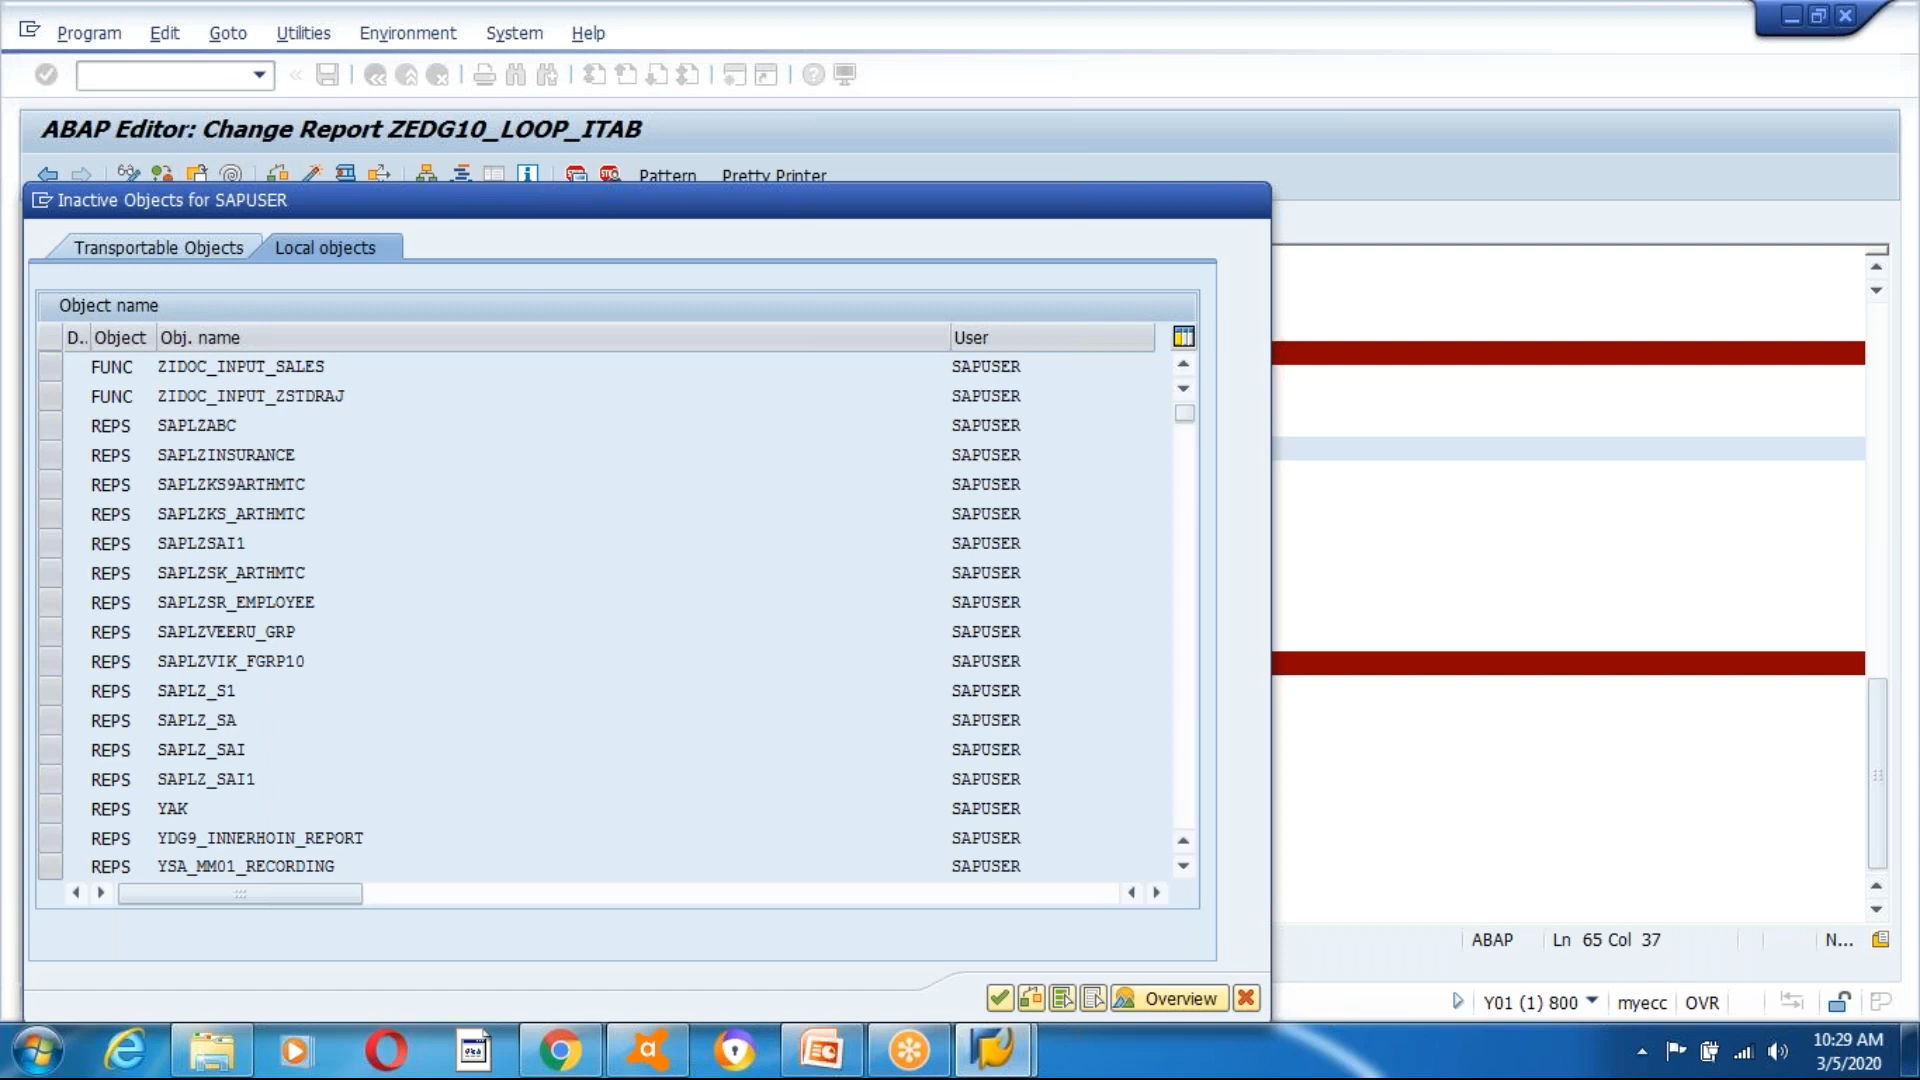 Program Edit Goto Utilities Environment System Help
ABAP Editor: Change Report ZEDG10_LOOP_ITAB
Pattern Pretty Printer
Inactive Objects for SAPUSER
Transportable Objects Local objects
Object name
D.. Object Obj. name User
FUNC ZIDOC_INPUT_SALES SAPUSER
FUNC ZIDOC_INPUT_ZSTDRAJ SAPUSER
REPS SAPLZABC SAPUSER
REPS SAPLZINSURANCE SAPUSER
REPS SAPLZKS9ARTHMTC SAPUSER
REPS SAPLZKS_ARTHMTC SAPUSER
REPS SAPLZSAI1 SAPUSER
REPS SAPLZSK_ARTHMTC SAPUSER
REPS SAPLZSR_EMPLOYEE SAPUSER
REPS SAPLZVEERU_GRP SAPUSER
REPS SAPLZVIK_FGRP10 SAPUSER
REPS SAPLZ_S1 SAPUSER
REPS SAPLZ_SA SAPUSER
REPS SAPLZ_SAI SAPUSER
REPS SAPLZ_SAI1 SAPUSER
REPS YAK SAPUSER
REPS YDG9_INNERHOIN_REPORT SAPUSER
REPS YSA_MM01_RECORDING SAPUSER
ABAP Ln 65 Col 37 N...
Overview
Y01 (1) 800 myecc OVR
10:29 AM
3/5/2020